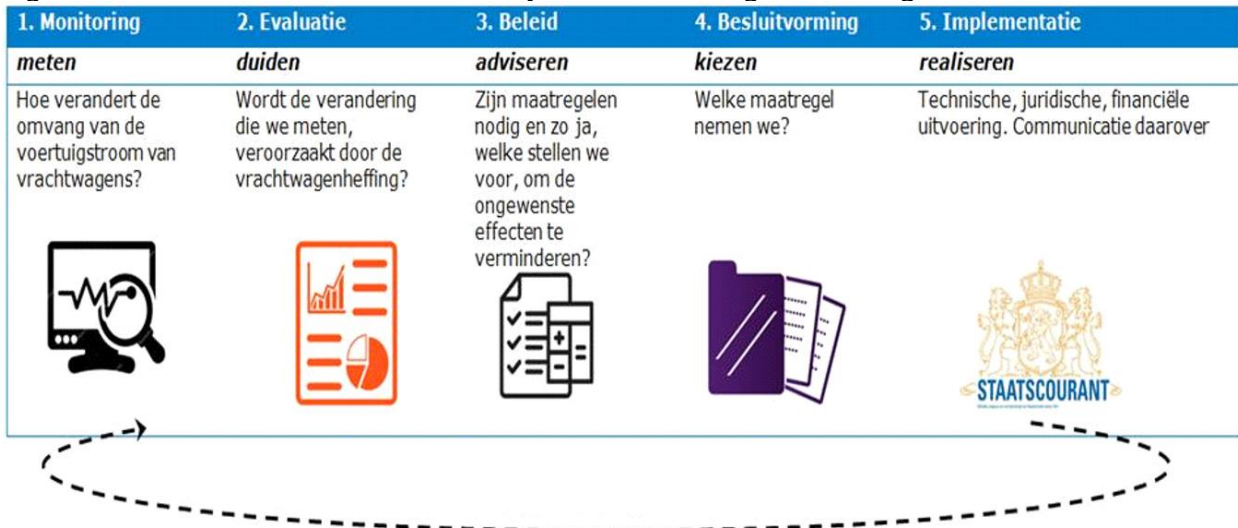 1. Monitoring
meten
Hoe verandert de
omvang van de
voertuigstroom van
vrachtwagens?
2. Evaluatie
duiden
Wordt de verandering
die we meten,
veroorzaakt door de
vrachtwagenheffing?
3. Beleid
adviseren
Zijn maatregelen
nodig en zo ja,
welke stellen we
voor, om de
ongewenste
effecten te
verminderen?
4. Besluitvorming
kiezen
Welke maatregel
nemen we?
5. Implementatie
realiseren
Technische, juridische, financiële
uitvoering. Communicatie daarover
STAATSCOURANT